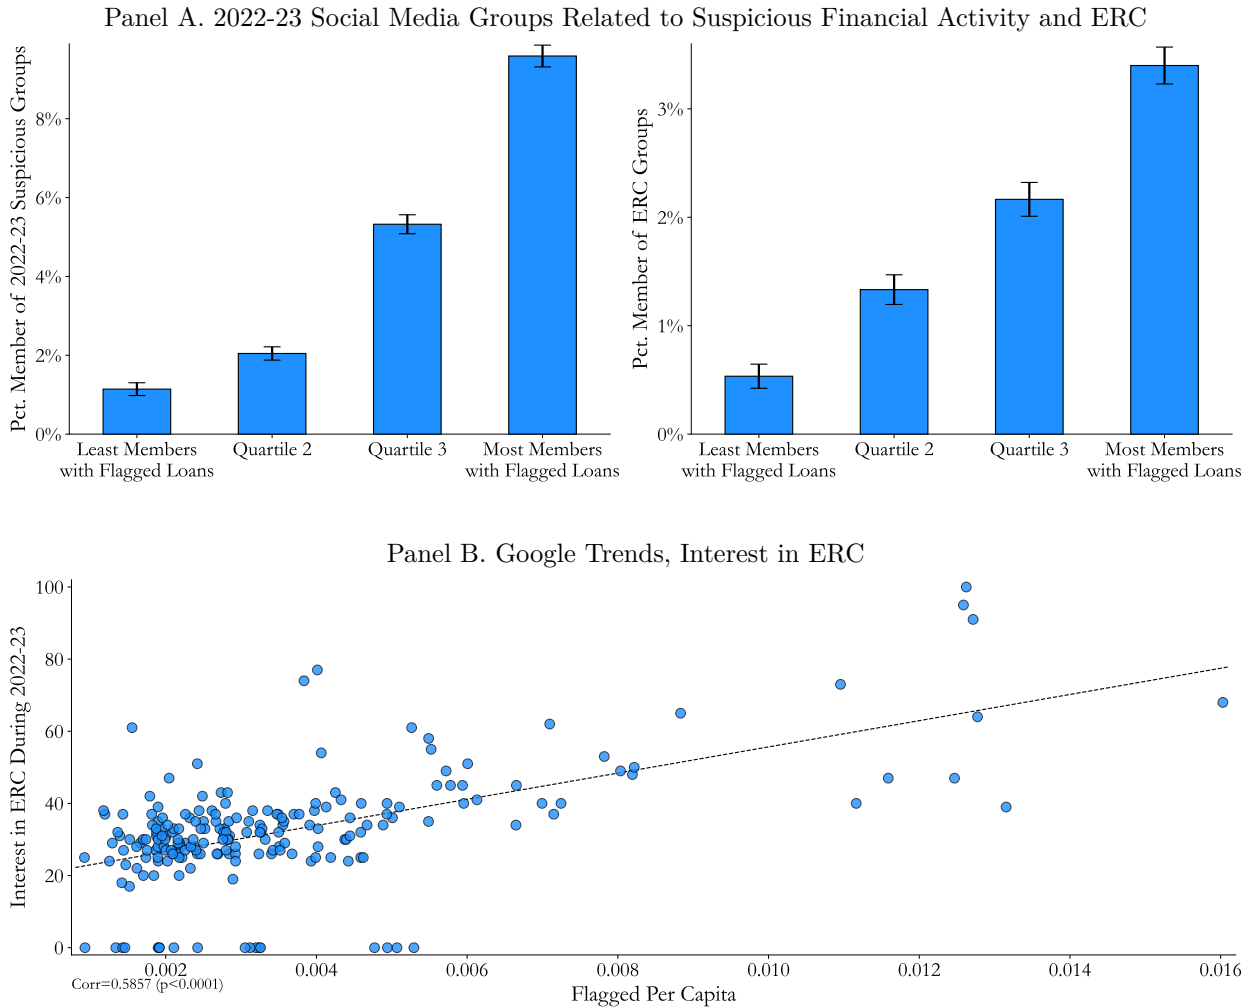 Panel A. 2022-23 Social Media Groups Related to Suspicious Financial Activity and ERC
Pct. Member of 2022-23 Suspicious Groups
8%
6%
4%
2%
0%
Least Members
with Flagged Loans
Quartile 2
Quartile 3
Most Members
with Flagged Loans
Pct. Member of ERC Groups
3%
2%
1%
0%
Least Members
with Flagged Loans
Quartile 2
Quartile 3
Most Members
with Flagged Loans
Panel B. Google Trends, Interest in ERC
Interest in ERC During 2022-23
100
80
60
40
20
0
0.002
0.004
0.006
0.008
0.010
0.012
0.014
0.016
Corr=0.5857 (p<0.0001)
Flagged Per Capita